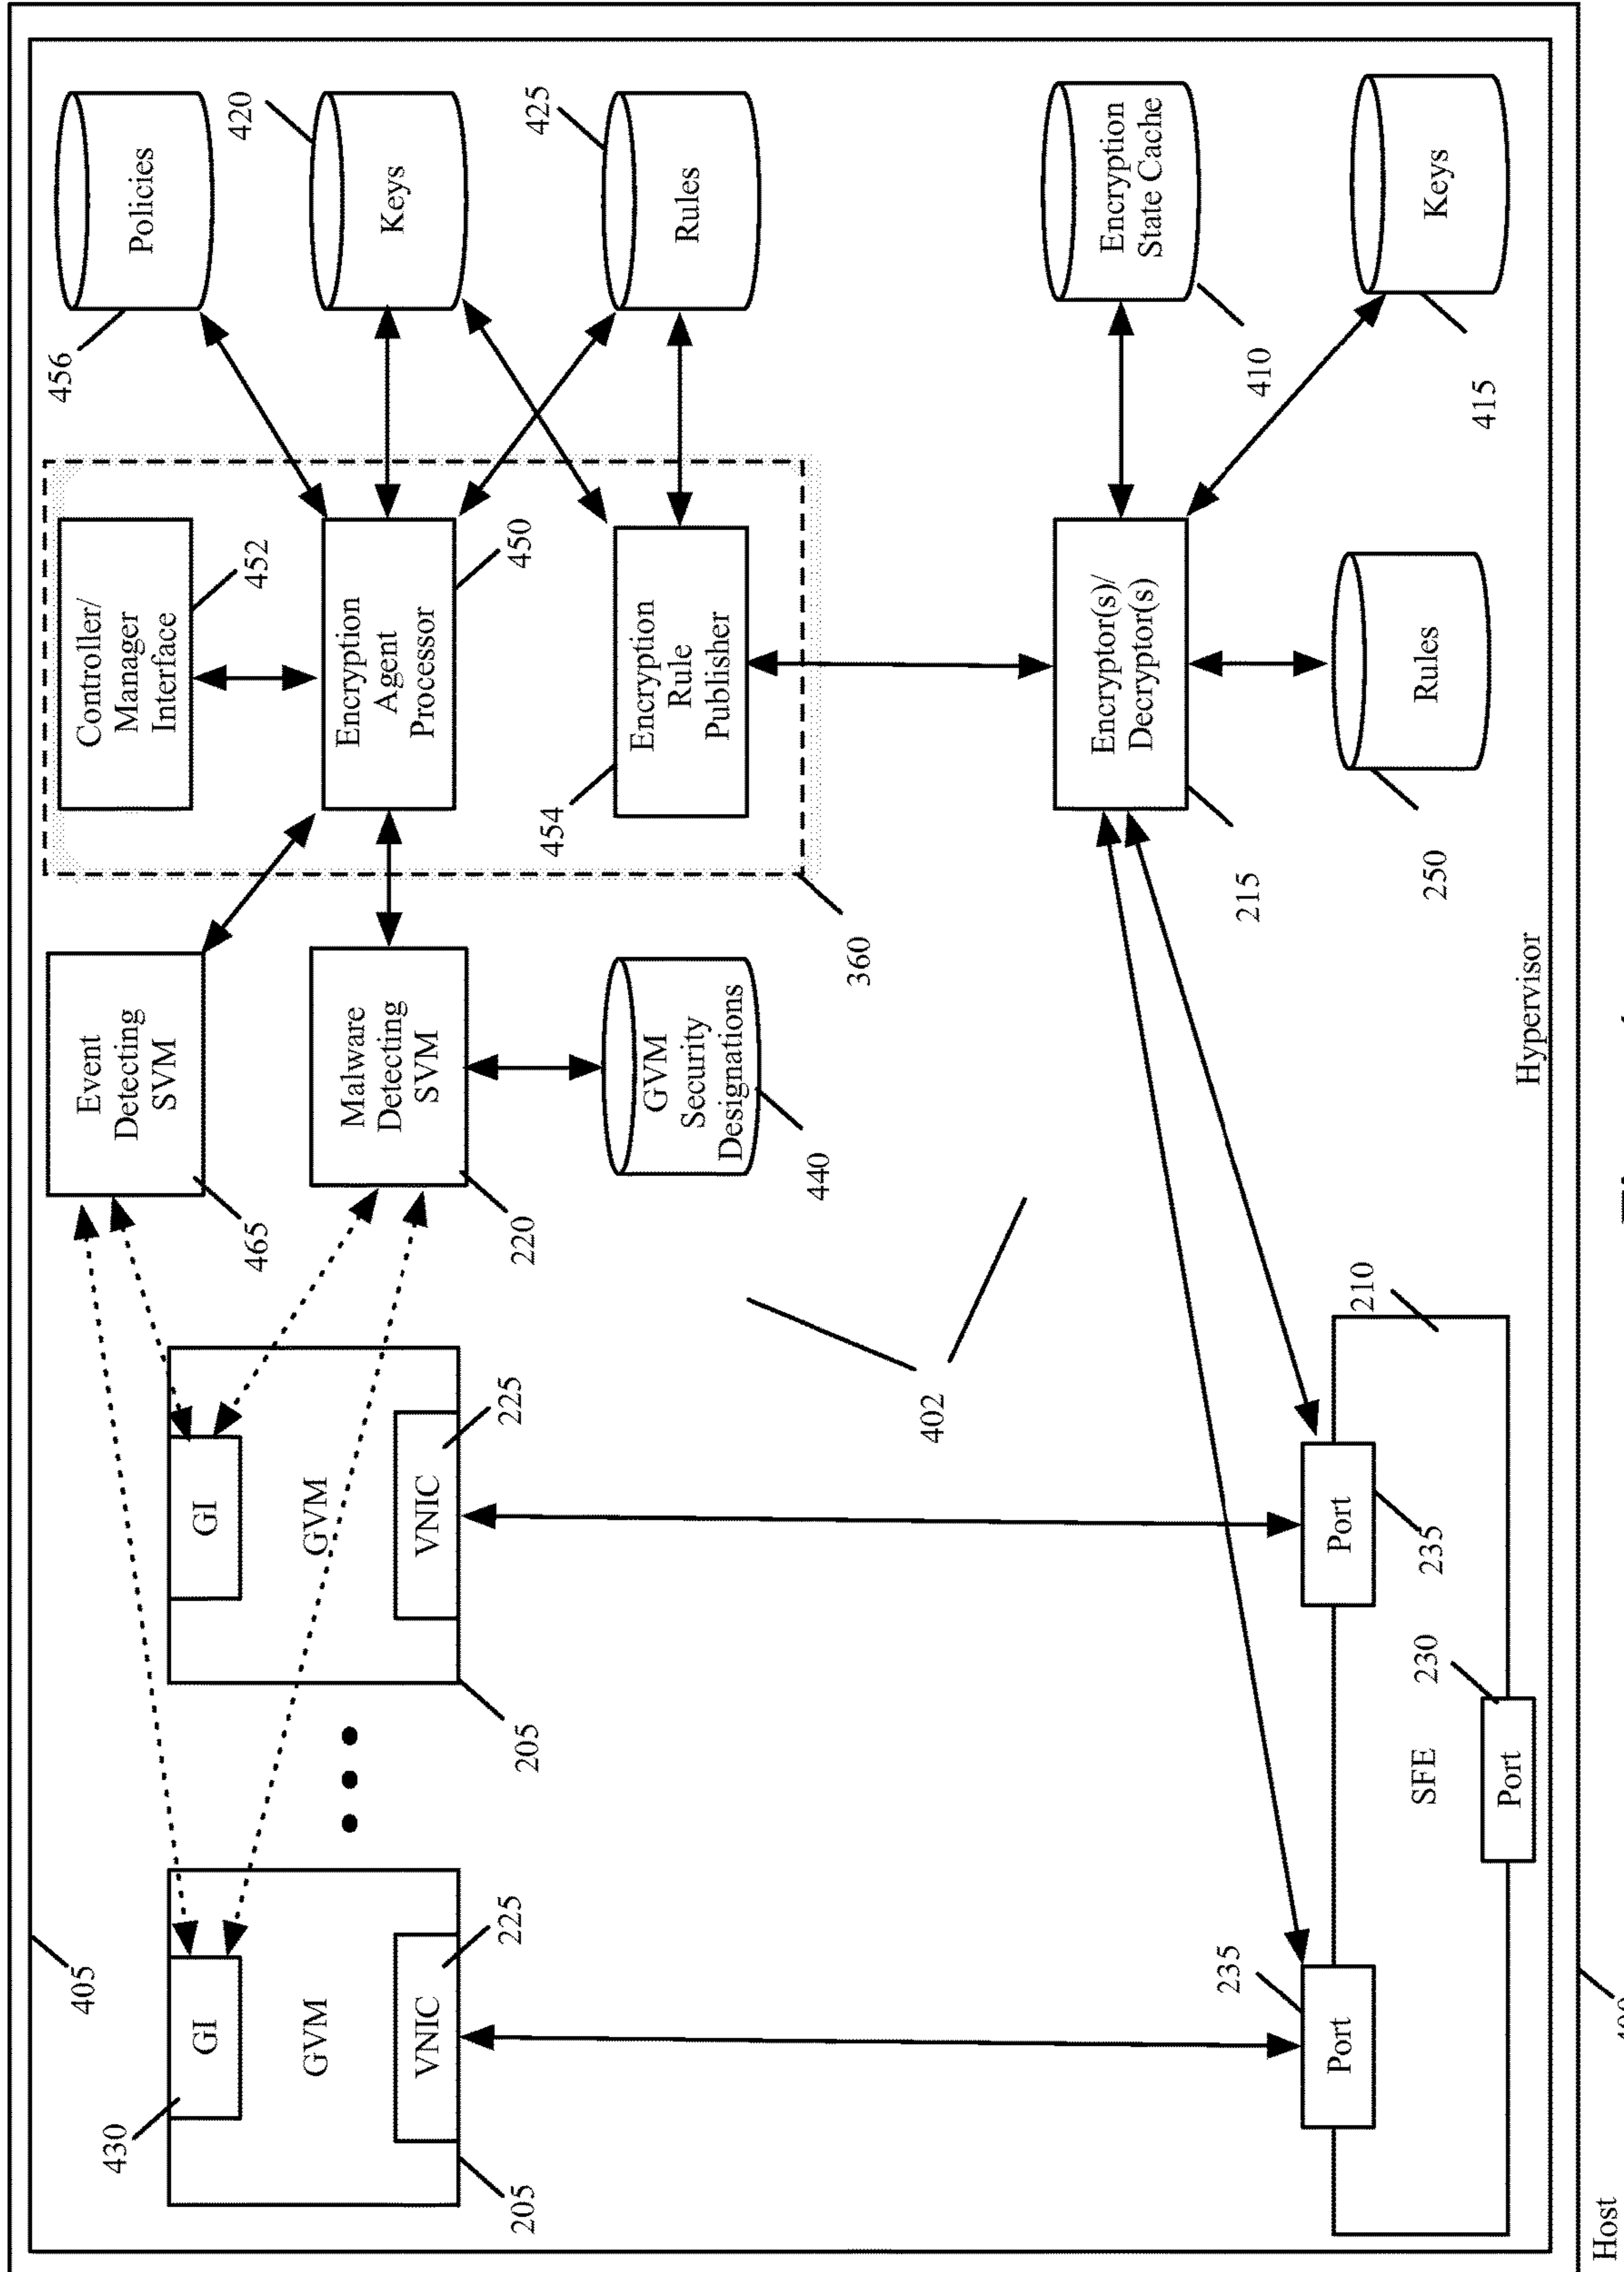 405
430
GI
GVM
VNIC
225
205
GI
GVM
VNIC
225
205
Event
Detecting
SVM
465
Malware
Detecting
SVM
220
GVM
Security
Designations
440
Controller/
Manager
Interface
452
Encryption
Agent
Processor
450
Encryption
Rule
Publisher
454
360
Policies
456
Keys
420
Rules
425
402
Encryptor(s)/
Decryptor(s)
215
Encryption
State Cache
410
Keys
415
Rules
250
Port
235
Port
235
SFE
210
Port
230
Hypervisor
Host